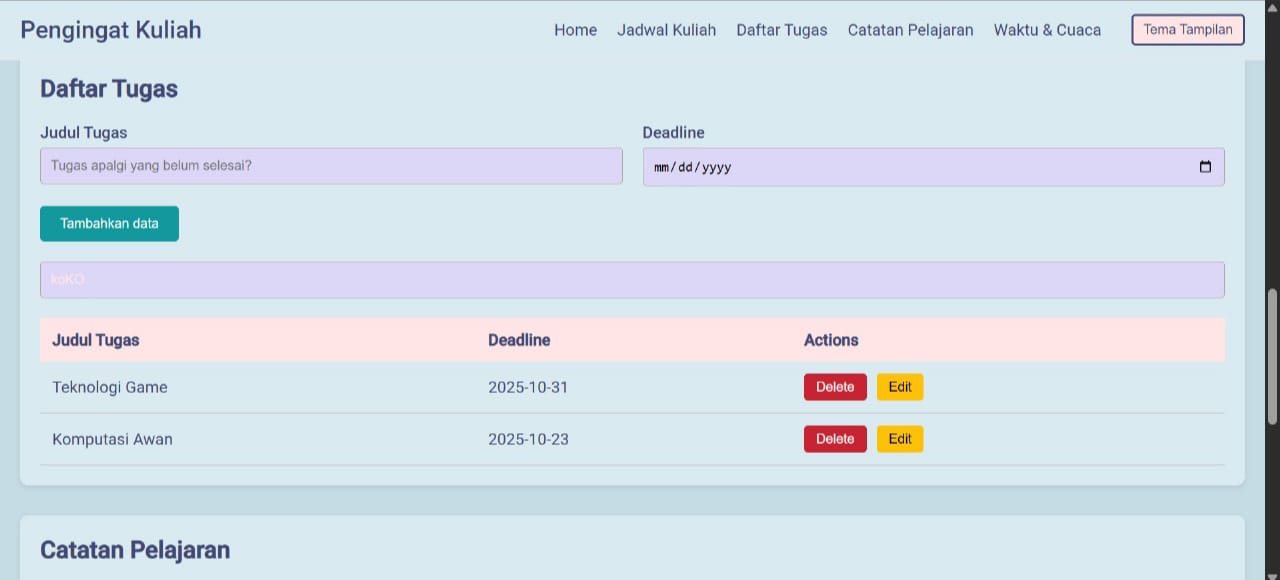 Pengingat Kuliah Home Jadwal Kuliah Daftar Tugas Catatan Pelajaran Waktu & Cuaca Tema Tampilan
Daftar Tugas
Judul Tugas Deadline
Tugas apalgi yang belum selesai? mm/dd/yyyy
Tambahkan data
koKO
Judul Tugas Deadline Actions
Teknologi Game 2025-10-31 Delete Edit
Komputasi Awan 2025-10-23 Delete Edit
Catatan Pelajaran